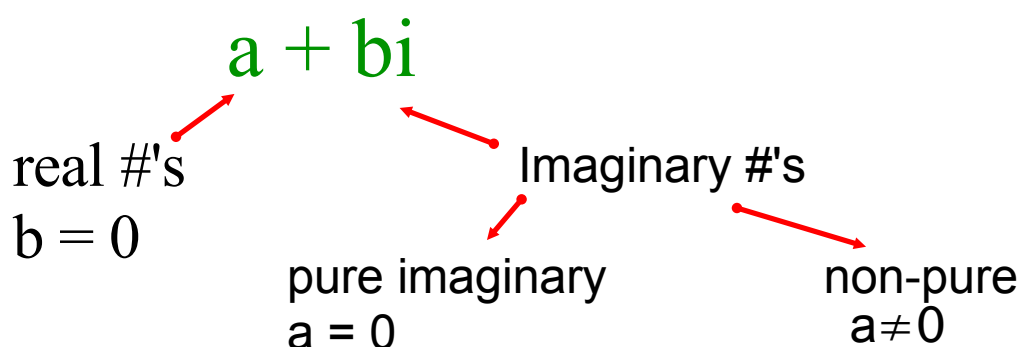 a + bi
real #'s
b = 0
Imaginary #'s
pure imaginary
a = 0
non-pure
a≠0